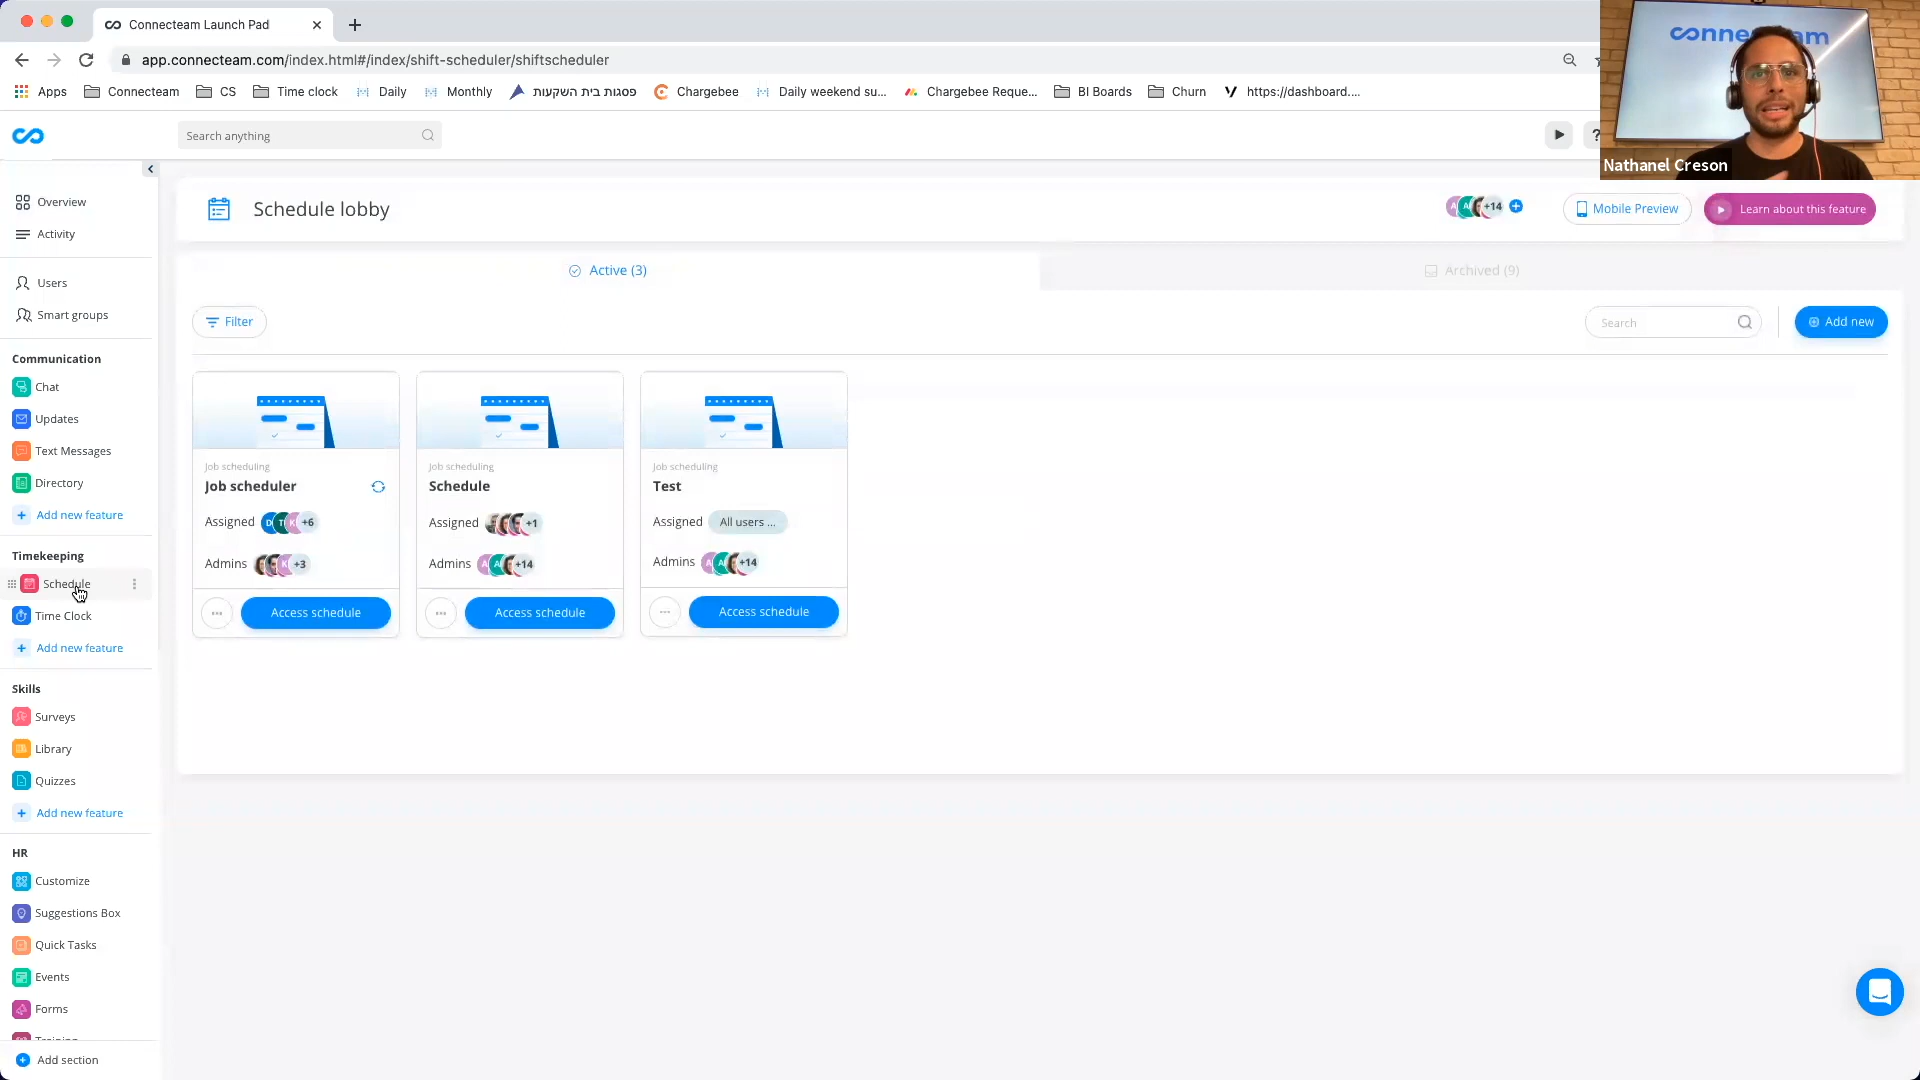 Connecteam Launch Pad
app.connecteam.com/index.html#/index/shift-scheduler/shiftscheduler
Apps
Connecteam
CS
Time clock
Daily
Monthly
פסגות בית השקעות
Chargebee
Daily weekend su...
Chargebee Reque...
BI Boards
Churn
https://dashboard....
Nathanel Creson
Search anything
?
Overview
Activity
Users
Smart groups
Communication
Chat
Updates
Text Messages
Directory
Add new feature
Timekeeping
Schedule
Time Clock
Add new feature
Skills
Surveys
Library
Quizzes
Add new feature
HR
Customize
Suggestions Box
Quick Tasks
Events
Forms
Add section
Schedule lobby
+14
Mobile Preview
Learn about this feature
Active (3)
Archived (9)
Filter
Search
Add new
Job scheduling
Job scheduler
Assigned +6
Admins +3
Access schedule
Job scheduling
Schedule
Assigned +1
Admins +14
Access schedule
Job scheduling
Test
Assigned All users ...
Admins +14
Access schedule